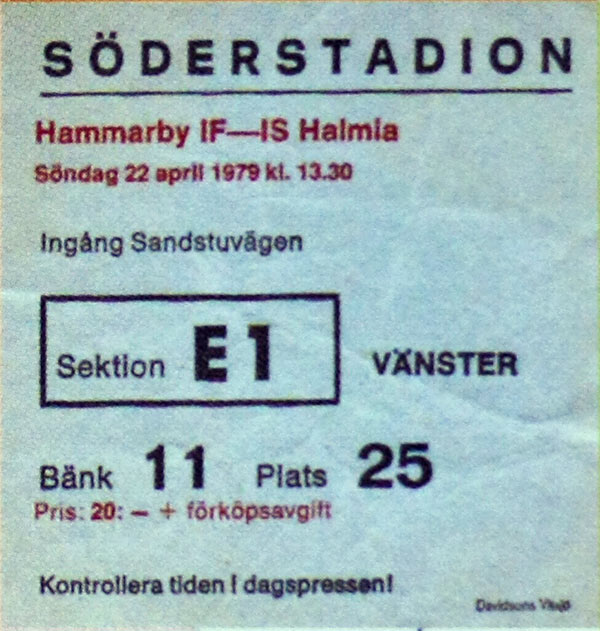 SÖDERSTADION
Hammarby IF—IS Halmia
Söndag 22 april 1979 kl. 13.30
Ingång Sandstuvägen
Sektion E1 VÄNSTER
Bänk 11 Plats 25
Pris: 20: — + förköpsavgift
Kontrollera tiden i dagspressen!
Davidsons